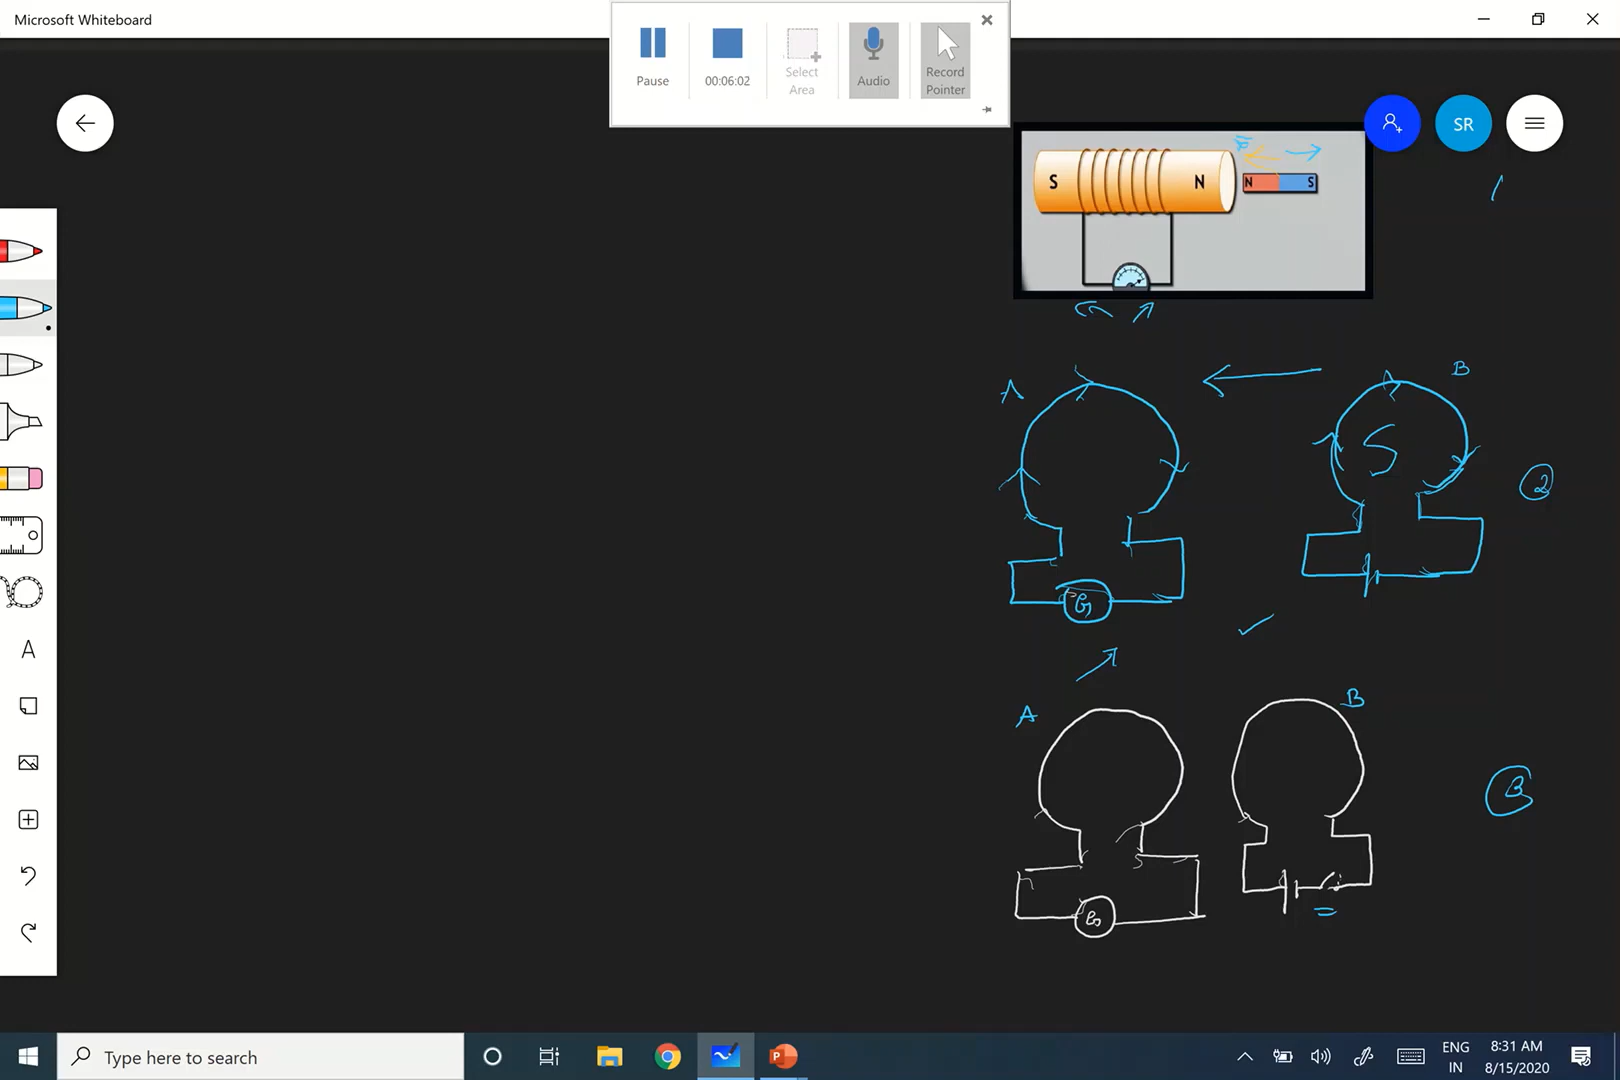 Microsoft Whiteboard
Pause
00:06:02
Select Area
Audio
Record Pointer
SR
S N N S
A B
S
2
G
A B
B
G
A
Type here to search
ENG
IN
8:31 AM
8/15/2020